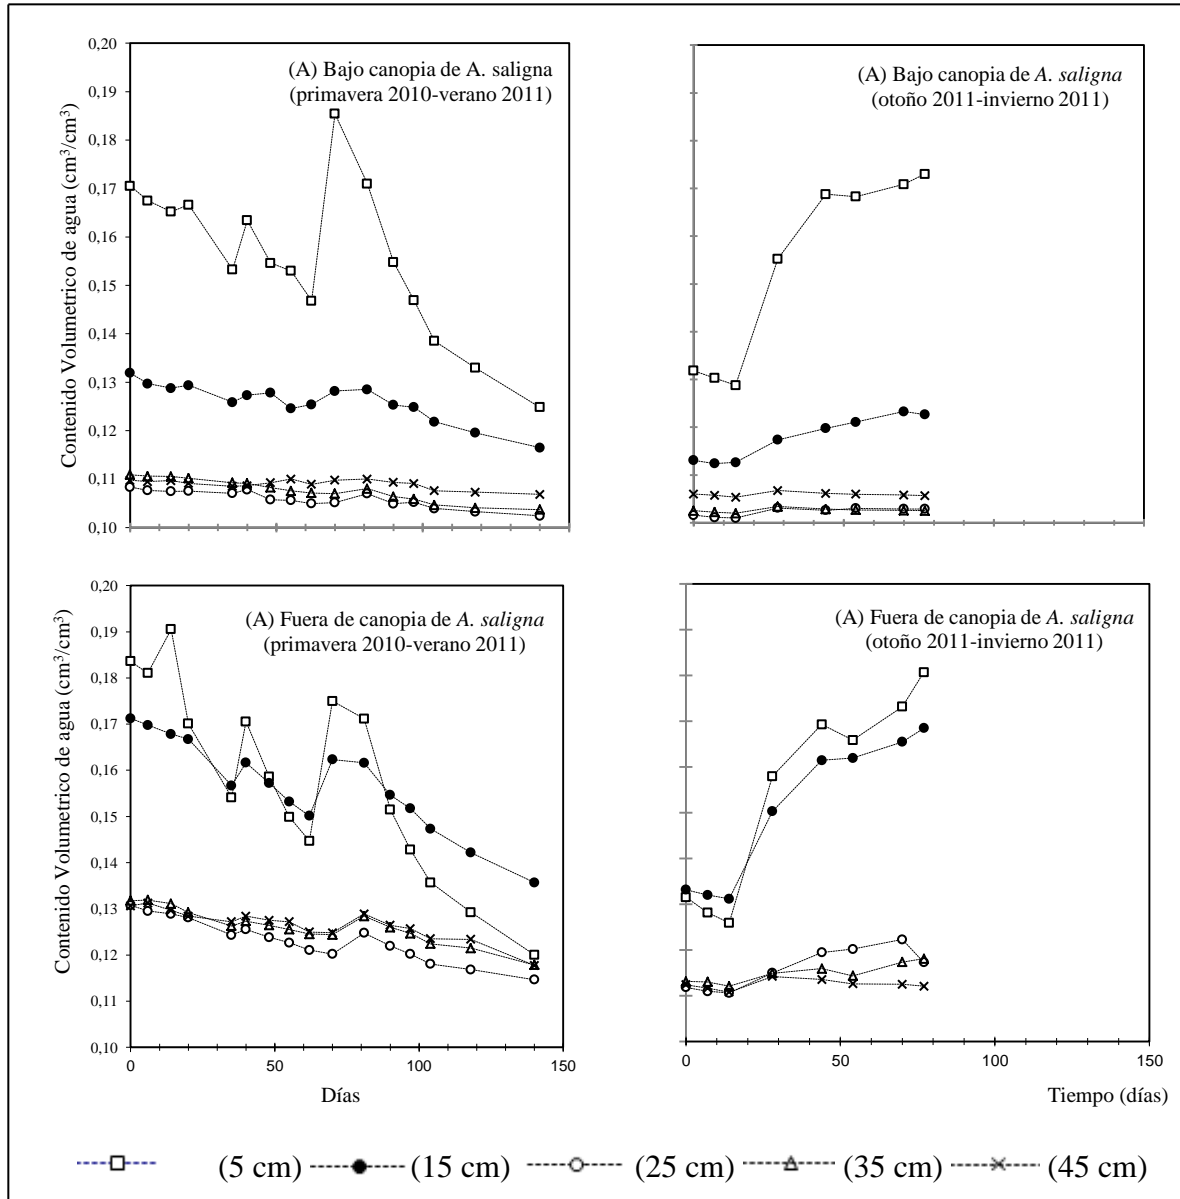 0,20
0,19
0,18
0,17
0,16
0,15
0,14
0,13
0,12
0,11
0,10
Contenido Volumetrico de agua (cm³/cm³)
(A) Bajo canopia de A. saligna
(primavera 2010-verano 2011)
(A) Bajo canopia de A. saligna
(otoño 2011-invierno 2011)
0,20
0,19
0,18
0,17
0,16
0,15
0,14
0,13
0,12
0,11
0,10
Contenido Volumetrico de agua (cm³/cm³)
(A) Fuera de canopia de A. saligna
(primavera 2010-verano 2011)
0 50 100 150
Días
(A) Fuera de canopia de A. saligna
(otoño 2011-invierno 2011)
0 50 100 150
Tiempo (días)
(5 cm) (15 cm) (25 cm) (35 cm) (45 cm)